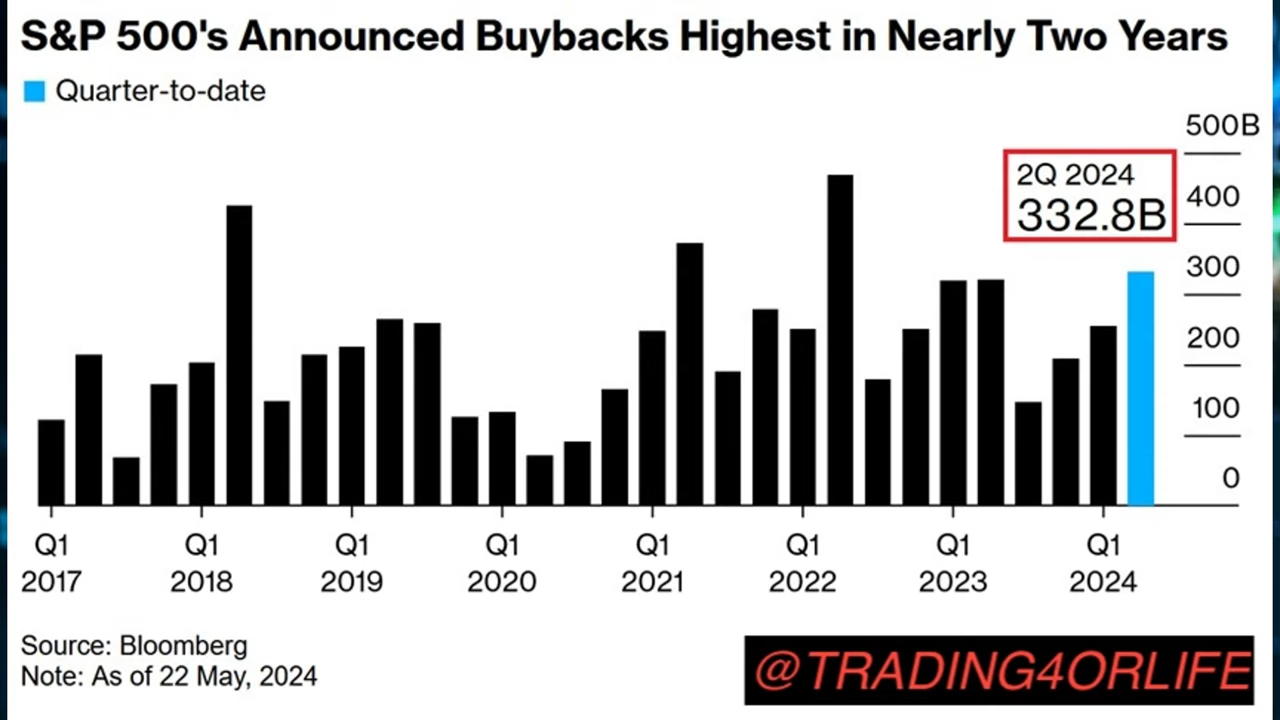 S&P 500's Announced Buybacks Highest in Nearly Two Years
Quarter-to-date
500B
2Q 2024
332.8B
400
300
200
100
0
Q1 Q1 Q1 Q1 Q1 Q1 Q1 Q1
2017 2018 2019 2020 2021 2022 2023 2024
Source: Bloomberg
Note: As of 22 May, 2024
@TRADING4ORLIFE